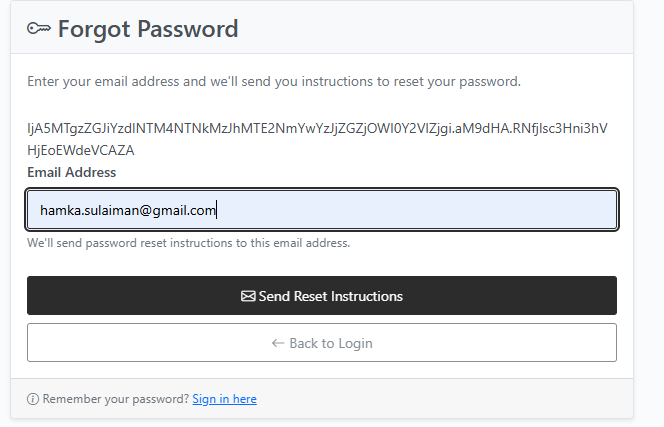 Forgot Password
Enter your email address and we'll send you instructions to reset your password.
IjA5MTgzZGJiYzdlNTM4NTNkMzJhMTE2NmYwYzJjZGZjOWI0Y2VlZjgi.aM9dHA.RNfjIsc3Hni3hV
HjEoEWdeVCAZA
Email Address
hamka.sulaiman@gmail.com
We'll send password reset instructions to this email address.
Send Reset Instructions
← Back to Login
Remember your password? Sign in here